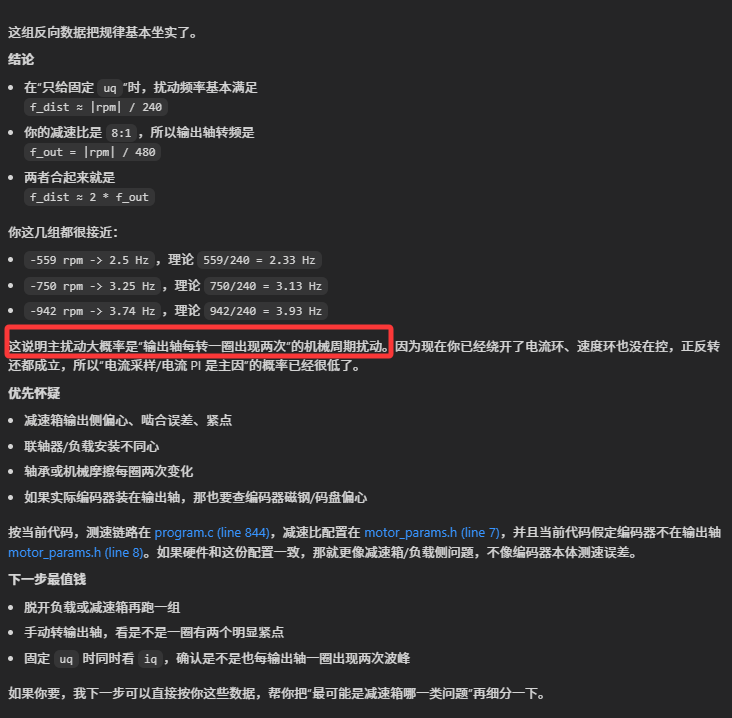 这组反向数据把规律基本坐实了。
结论
• 在“只给固定 uq ”时，扰动频率基本满足
f_dist ≈ |rpm| / 240
• 你的减速比是 8:1 ，所以输出轴转频是
f_out = |rpm| / 480
• 两者合起来就是
f_dist ≈ 2 * f_out
你这几组都很接近：
• -559 rpm -> 2.5 Hz ，理论 559/240 = 2.33 Hz
• -750 rpm -> 3.25 Hz ，理论 750/240 = 3.13 Hz
• -942 rpm -> 3.74 Hz ，理论 942/240 = 3.93 Hz
这说明主扰动大概率是“输出轴每转一圈出现两次”的机械周期扰动。因为现在你已经绕开了电流环、速度环也没在控，正反转
还都成立，所以“电流采样/电流 PI 是主因”的概率已经很低了。
优先怀疑
• 减速箱输出侧偏心、啮合误差、紧点
• 联轴器/负载安装不同心
• 轴承或机械摩擦每圈两次变化
• 如果实际编码器装在输出轴，那也要查编码器磁钢/码盘偏心
按当前代码，测速链路在 program.c (line 844)，减速比配置在 motor_params.h (line 7)，并且当前代码假定编码器不在输出轴
motor_params.h (line 8)。如果硬件和这份配置一致，那就更像减速箱/负载侧问题，不像编码器本体测速误差。
下一步最值钱
• 脱开负载或减速箱再跑一组
• 手动转输出轴，看是不是一圈有两个明显紧点
• 固定 uq 时同时看 iq ，确认是不是也每输出轴一圈出现两次波峰
如果你要，我下一步可以直接按你这些数据，帮你把“最可能是减速箱哪一类问题”再细分一下。